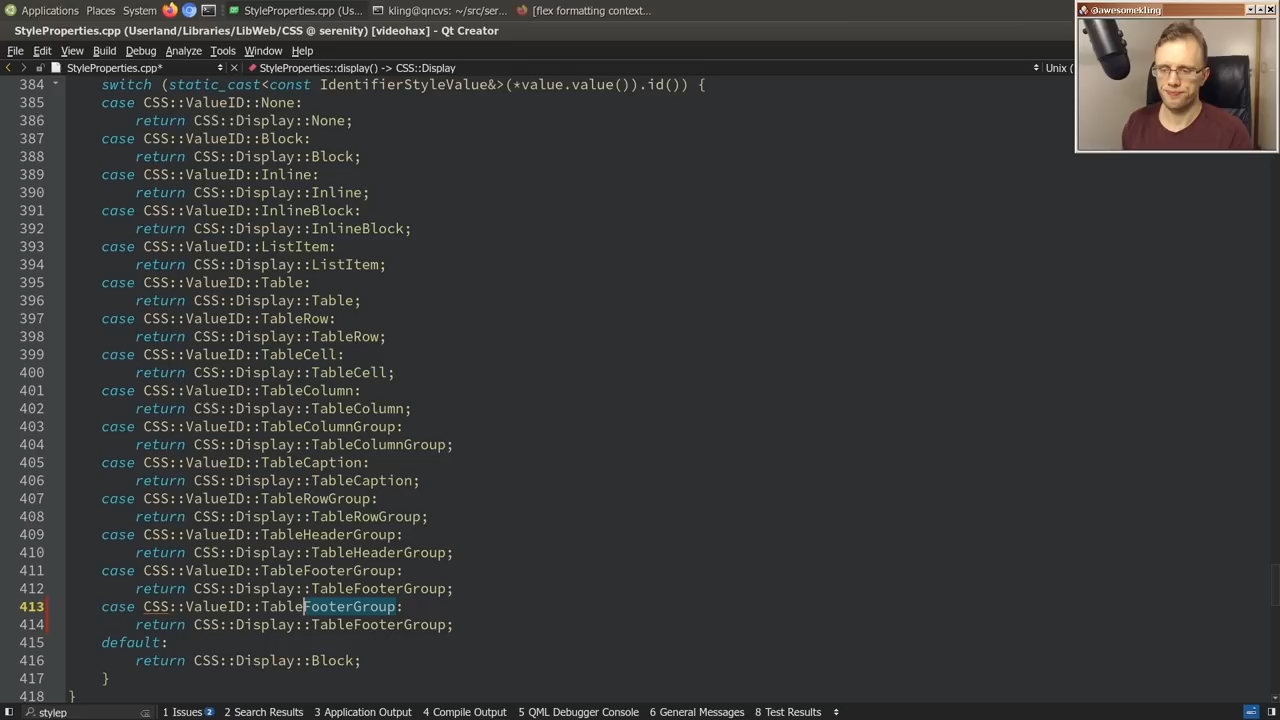 Applications Places System StyleProperties.cpp (Us... kling@qncvs: ~/src/ser... [flex formatting context...
@awesomekling
StyleProperties.cpp (Userland/Libraries/LibWeb/CSS @ serenity) [videohax] - Qt Creator
File Edit View Build Debug Analyze Tools Window Help
StyleProperties.cpp* StyleProperties::display() -> CSS::Display Unix (
384 switch (static_cast<const IdentifierStyleValue&>(*value.value()).id()) {
385 case CSS::ValueID::None:
386 return CSS::Display::None;
387 case CSS::ValueID::Block:
388 return CSS::Display::Block;
389 case CSS::ValueID::Inline:
390 return CSS::Display::Inline;
391 case CSS::ValueID::InlineBlock:
392 return CSS::Display::InlineBlock;
393 case CSS::ValueID::ListItem:
394 return CSS::Display::ListItem;
395 case CSS::ValueID::Table:
396 return CSS::Display::Table;
397 case CSS::ValueID::TableRow:
398 return CSS::Display::TableRow;
399 case CSS::ValueID::TableCell:
400 return CSS::Display::TableCell;
401 case CSS::ValueID::TableColumn:
402 return CSS::Display::TableColumn;
403 case CSS::ValueID::TableColumnGroup:
404 return CSS::Display::TableColumnGroup;
405 case CSS::ValueID::TableCaption:
406 return CSS::Display::TableCaption;
407 case CSS::ValueID::TableRowGroup:
408 return CSS::Display::TableRowGroup;
409 case CSS::ValueID::TableHeaderGroup:
410 return CSS::Display::TableHeaderGroup;
411 case CSS::ValueID::TableFooterGroup:
412 return CSS::Display::TableFooterGroup;
413 case CSS::ValueID::TableFooterGroup:
414 return CSS::Display::TableFooterGroup;
415 default:
416 return CSS::Display::Block;
417 }
418 }
stylep 1 Issues 2 2 Search Results 3 Application Output 4 Compile Output 5 QML Debugger Console 6 General Messages 8 Test Results